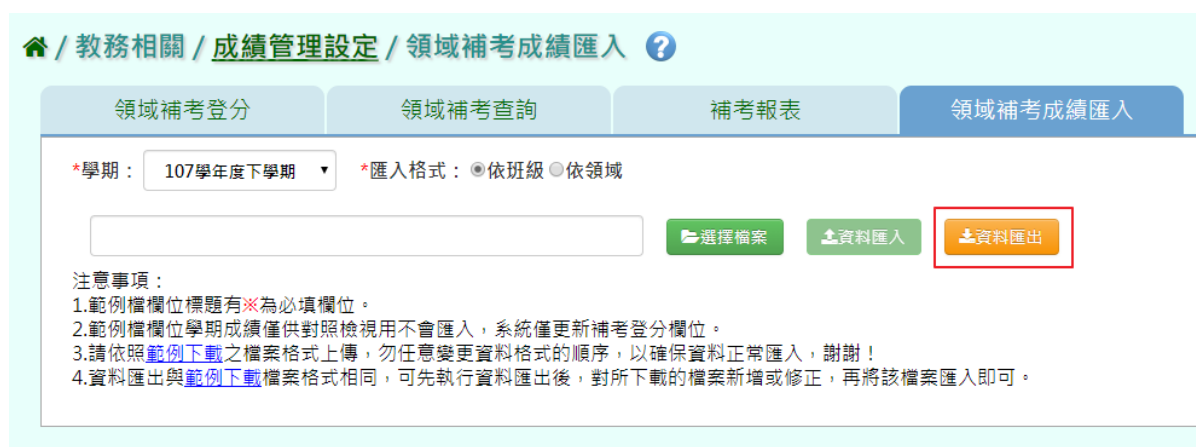 / 教務相關 / 成績管理設定 / 領域補考成績匯入 ?
領域補考登分 領域補考查詢 補考報表 領域補考成績匯入
*學期： 107學年度下學期 *匯入格式： 依班級 依領域
選擇檔案 資料匯入 資料匯出
注意事項：
1.範例檔欄位標題有※為必填欄位。
2.範例檔欄位學期成績僅供對照檢視用不會匯入，系統僅更新補考登分欄位。
3.請依照範例下載之檔案格式上傳，勿任意變更資料格式的順序，以確保資料正常匯入，謝謝！
4.資料匯出與範例下載檔案格式相同，可先執行資料匯出後，對所下載的檔案新增或修正，再將該檔案匯入即可。